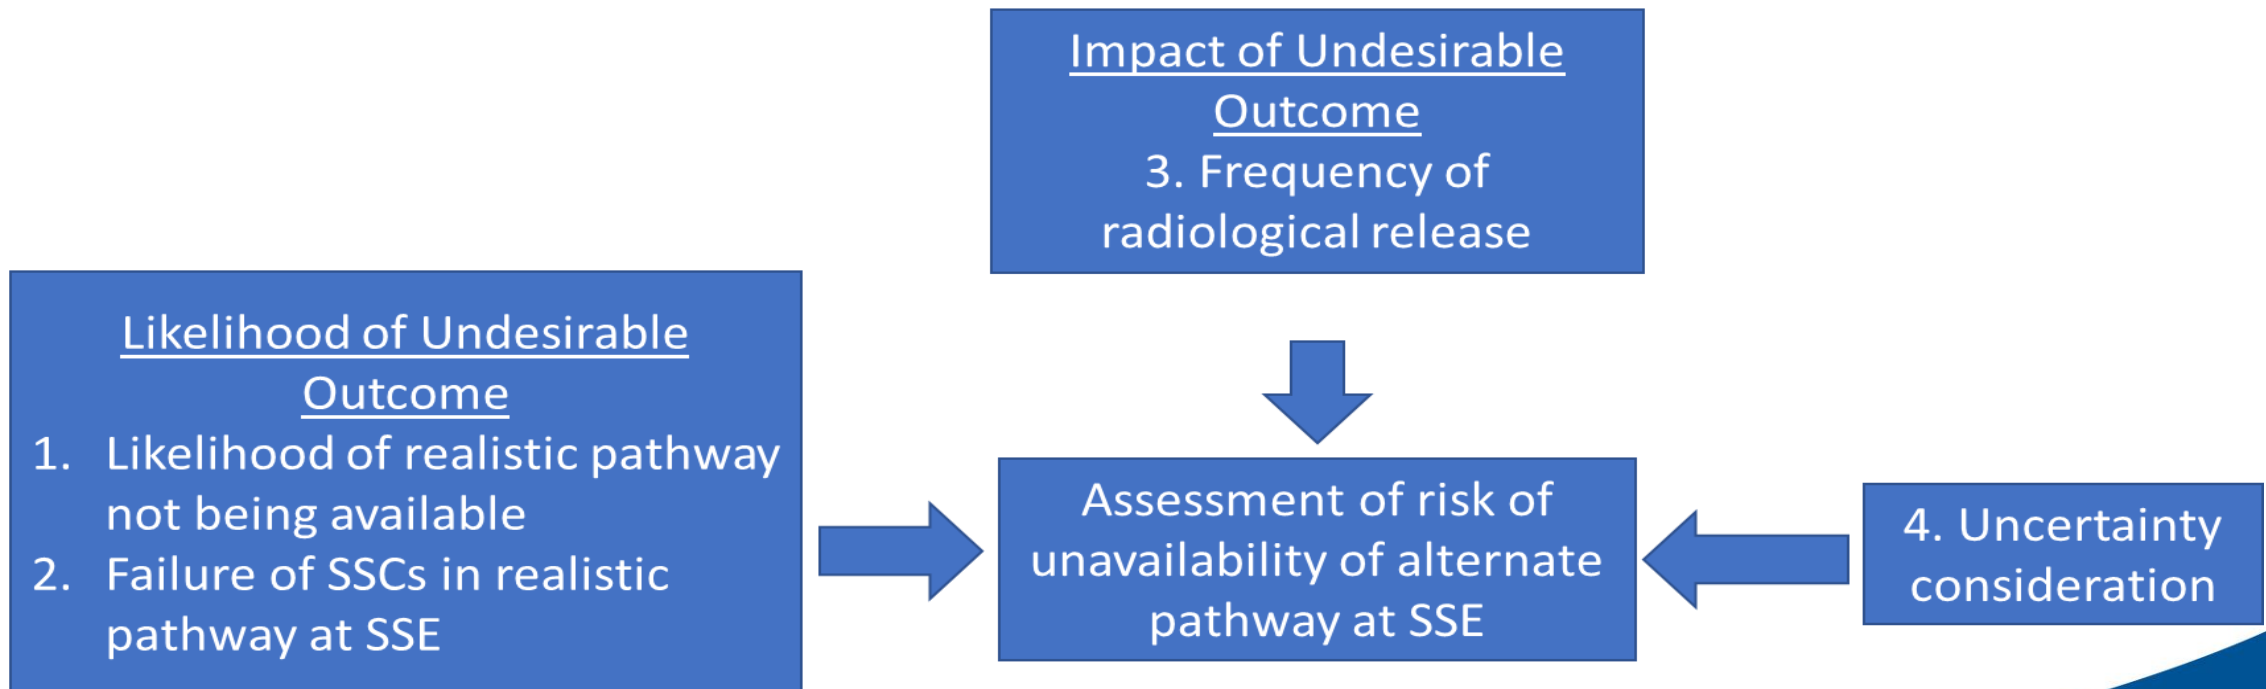 Impact of Undesirable
Outcome
3. Frequency of
radiological release
Likelihood of Undesirable
Outcome
1. Likelihood of realistic pathway
not being available
2. Failure of SSCs in realistic
pathway at SSE
Assessment of risk of
unavailability of alternate
pathway at SSE
4. Uncertainty
consideration